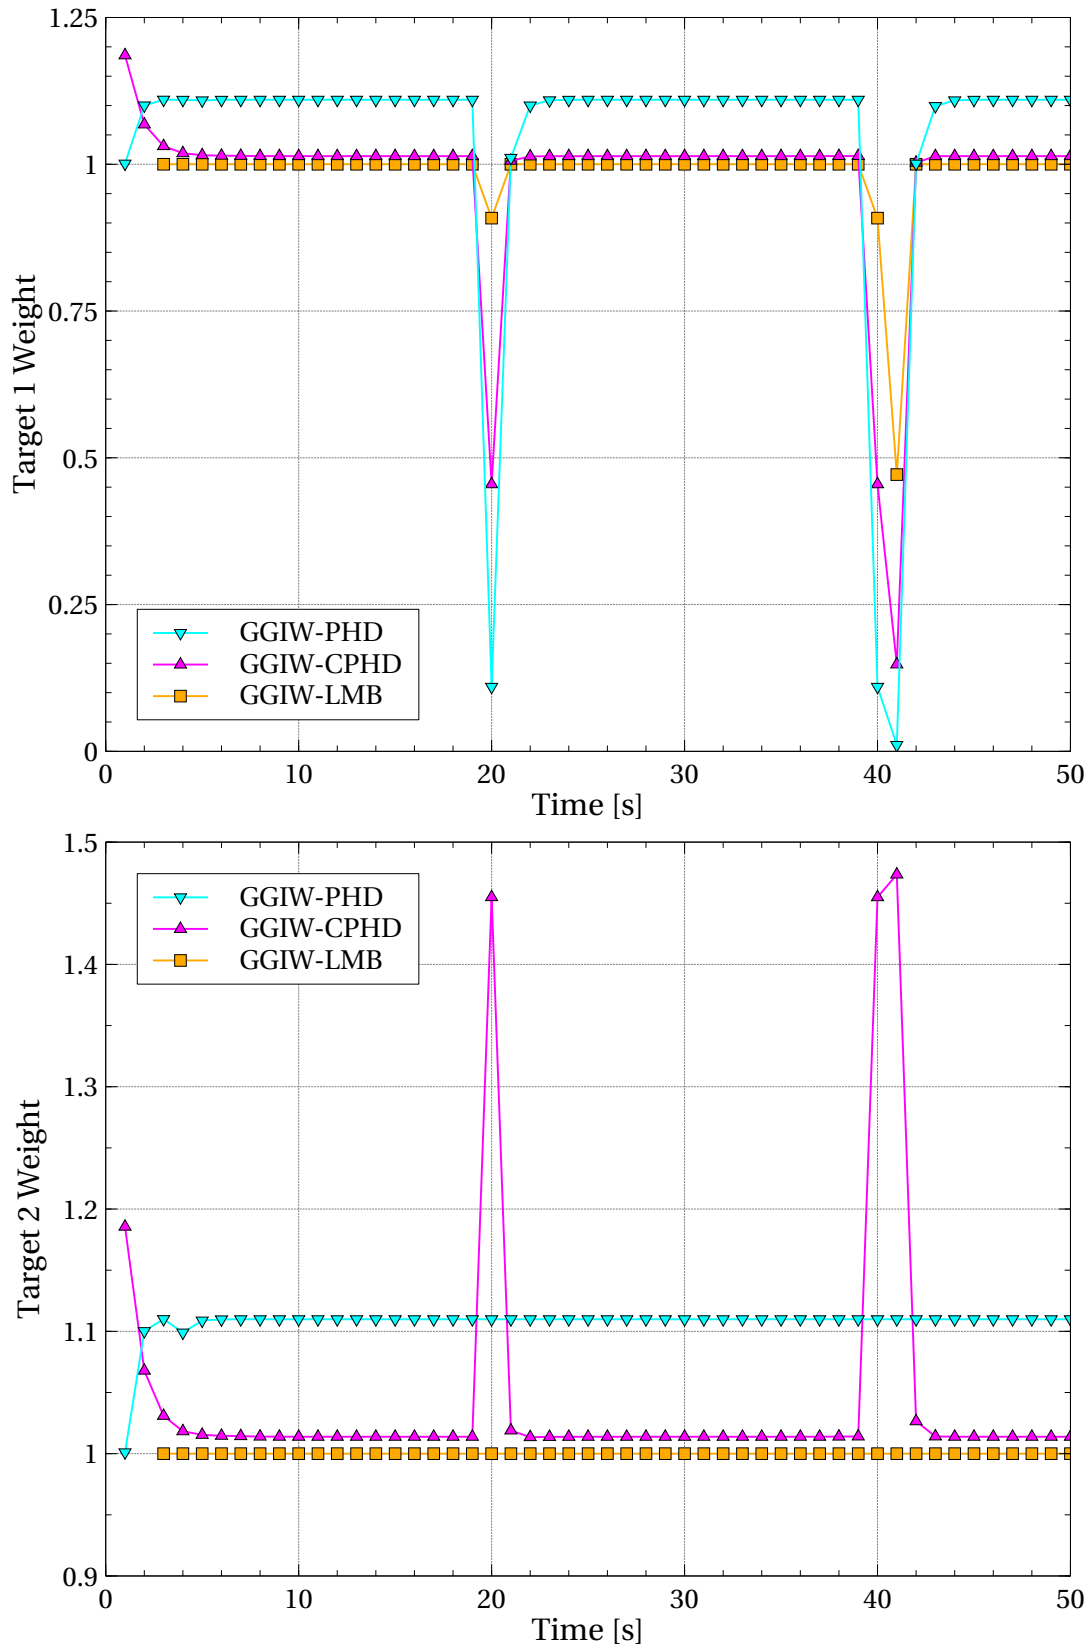 1.25
1
0.75
0.5
0.25
0
Target 1 Weight
GGIW-PHD
GGIW-CPHD
GGIW-LMB
0 10 20 30 40 50
Time [s]
1.5
1.4
1.3
1.2
1.1
1
0.9
Target 2 Weight
GGIW-PHD
GGIW-CPHD
GGIW-LMB
0 10 20 30 40 50
Time [s]